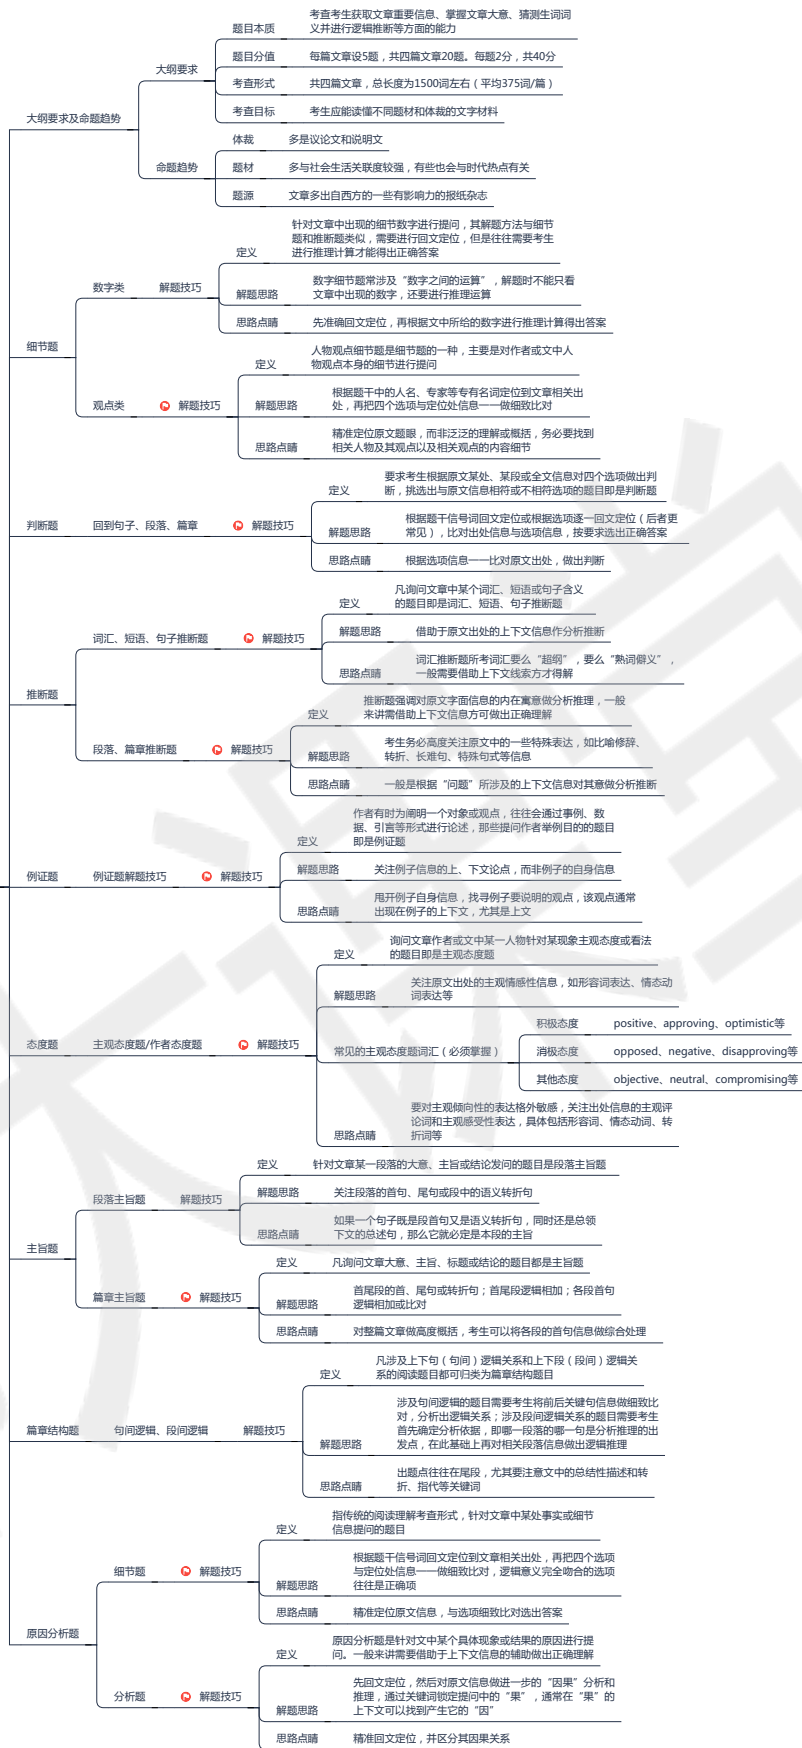 大纲要求及命题趋势
大纲要求
题目本质
考查考生获取文章重要信息、掌握文章大意、猜测生词词
义并进行逻辑推断等方面的能力
题目分值
每篇文章设5题，共四篇文章20题。每题2分，共40分
考查形式
共四篇文章，总长度为1500词左右（平均375词/篇）
考查目标
考生应能读懂不同题材和体裁的文字材料
命题趋势
体裁
多是议论文和说明文
题材
多与社会生活关联度较强，有些也会与时代热点有关
题源
文章多出自西方的一些有影响力的报纸杂志
细节题
数字类
解题技巧
定义
针对文章中出现的细节数字进行提问，其解题方法与细节
题和推断题类似，需要进行回文定位，但是往往需要考生
进行推理计算才能得出正确答案
解题思路
数字细节题常涉及“数字之间的运算”，解题时不能只看
文章中出现的数字，还要进行推理运算
思路点睛
先准确回文定位，再根据文中所给的数字进行推理计算得出答案
观点类
解题技巧
定义
人物观点细节题是细节题的一种，主要是对作者或文中人
物观点本身的细节进行提问
解题思路
根据题干中的人名、专家等专有名词定位到文章相关出
处，再把四个选项与定位处信息一一做细致比对
思路点睛
精准定位原文题眼，而非泛泛的理解或概括，务必要找到
相关人物及其观点以及相关观点的内容细节
判断题
回到句子、段落、篇章
解题技巧
定义
要求考生根据原文某处、某段或全文信息对四个选项做出判
断，挑选出与原文信息相符或不相符选项的题目即是判断题
解题思路
根据题干信号词回文定位或根据选项逐一回文定位（后者更
常见），比对出处信息与选项信息，按要求选出正确答案
思路点睛
根据选项信息一一比对原文出处，做出判断
推断题
词汇、短语、句子推断题
解题技巧
定义
凡询问文章中某个词汇、短语或句子含义
的题目即是词汇、短语、句子推断题
解题思路
借助于原文出处的上下文信息作分析推断
思路点睛
词汇推断题所考词汇要么“超纲”，要么“熟词僻义”，
一般需要借助上下文线索方才得解
段落、篇章推断题
解题技巧
定义
推断题强调对原文字面信息的内在寓意做分析推理，一般
来讲需借助上下文信息方可做出正确理解
解题思路
考生务必高度关注原文中的一些特殊表达，如比喻修辞、
转折、长难句、特殊句式等信息
思路点睛
一般是根据“问题”所涉及的上下文信息对其意做分析推断
例证题
例证题解题技巧
解题技巧
定义
作者有时为阐明一个对象或观点，往往会通过事例、数
据、引言等形式进行论述，那些提问作者举例目的的题目
即是例证题
解题思路
关注例子信息的上、下文论点，而非例子的自身信息
思路点睛
甩开例子自身信息，找寻例子要说明的观点，该观点通常
出现在例子的上下文，尤其是上文
态度题
主观态度题/作者态度题
解题技巧
定义
询问文章作者或文中某一人物针对某现象主观态度或看法
的题目即是主观态度题
解题思路
关注原文出处的主观情感性信息，如形容词表达、情态动
词表达等
常见的主观态度题词汇（必须掌握）
积极态度
positive、approving、optimistic等
消极态度
opposed、negative、disapproving等
其他态度
objective、neutral、compromising等
思路点睛
要对主观倾向性的表达格外敏感，关注出处信息的主观评
论词和主观感受性表达，具体包括形容词、情态动词、转
折词等
主旨题
段落主旨题
解题技巧
定义
针对文章某一段落的大意、主旨或结论发问的题目是段落主旨题
解题思路
关注段落的首句、尾句或段中的语义转折句
思路点睛
如果一个句子既是段首句又是语义转折句，同时还是总领
下文的总述句，那么它就必定是本段的主旨
篇章主旨题
解题技巧
定义
凡询问文章大意、主旨、标题或结论的题目都是主旨题
解题思路
首尾段的首、尾句或转折句；首尾段逻辑相加；各段首句
逻辑相加或比对
思路点睛
对整篇文章做高度概括，考生可以将各段的首句信息做综合处理
篇章结构题
句间逻辑、段间逻辑
解题技巧
定义
凡涉及上下句（句间）逻辑关系和上下段（段间）逻辑关
系的阅读题目都可归类为篇章结构题目
解题思路
涉及句间逻辑的题目需要考生将前后关键句信息做细致比
对，分析出逻辑关系；涉及段间逻辑关系的题目需要考生
首先确定分析依据，即哪一段落的哪一句是分析推理的出
发点，在此基础上再对相关段落信息做出逻辑推理
思路点睛
出题点往往在尾段，尤其要注意文中的总结性描述和转
折、指代等关键词
原因分析题
细节题
解题技巧
定义
指传统的阅读理解考查形式，针对文章中某处事实或细节
信息提问的题目
解题思路
根据题干信号词回文定位到文章相关出处，再把四个选项
与定位处信息一一做细致比对，逻辑意义完全吻合的选项
往往是正确项
思路点睛
精准定位原文信息，与选项细致比对选出答案
分析题
解题技巧
定义
原因分析题是针对文中某个具体现象或结果的原因进行提
问。一般来讲需要借助于上下文信息的辅助做出正确理解
解题思路
先回文定位，然后对原文信息做进一步的“因果”分析和
推理，通过关键词锁定提问中的“果”，通常在“果”的
上下文可以找到产生它的“因”
思路点睛
精准回文定位，并区分其因果关系